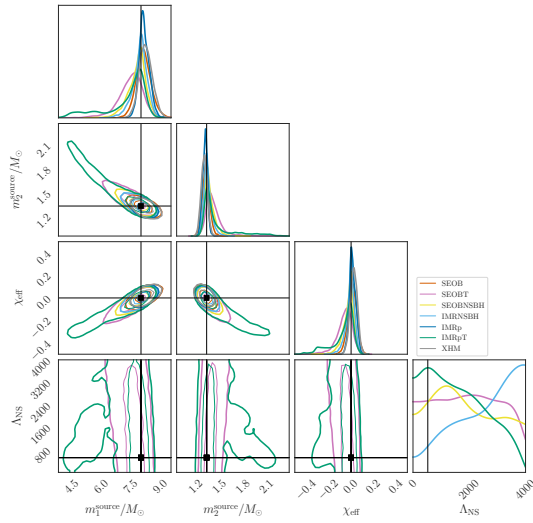 m_2^source/M_⊙
2.1
1.8
1.5
1.2
χ_eff
0.4
0.2
0.0
−0.2
−0.4
SEOB
SEOBT
SEOBNSBH
IMRNSBH
IMRp
IMRpT
XHM
Λ_NS
4000
3200
2400
1600
800
4.5 6.0 7.5 9.0
1.2 1.5 1.8 2.1
−0.4 −0.2 0.0 0.2 0.4
0 2000 4000
m_1^source/M_⊙
m_2^source/M_⊙
χ_eff
Λ_NS